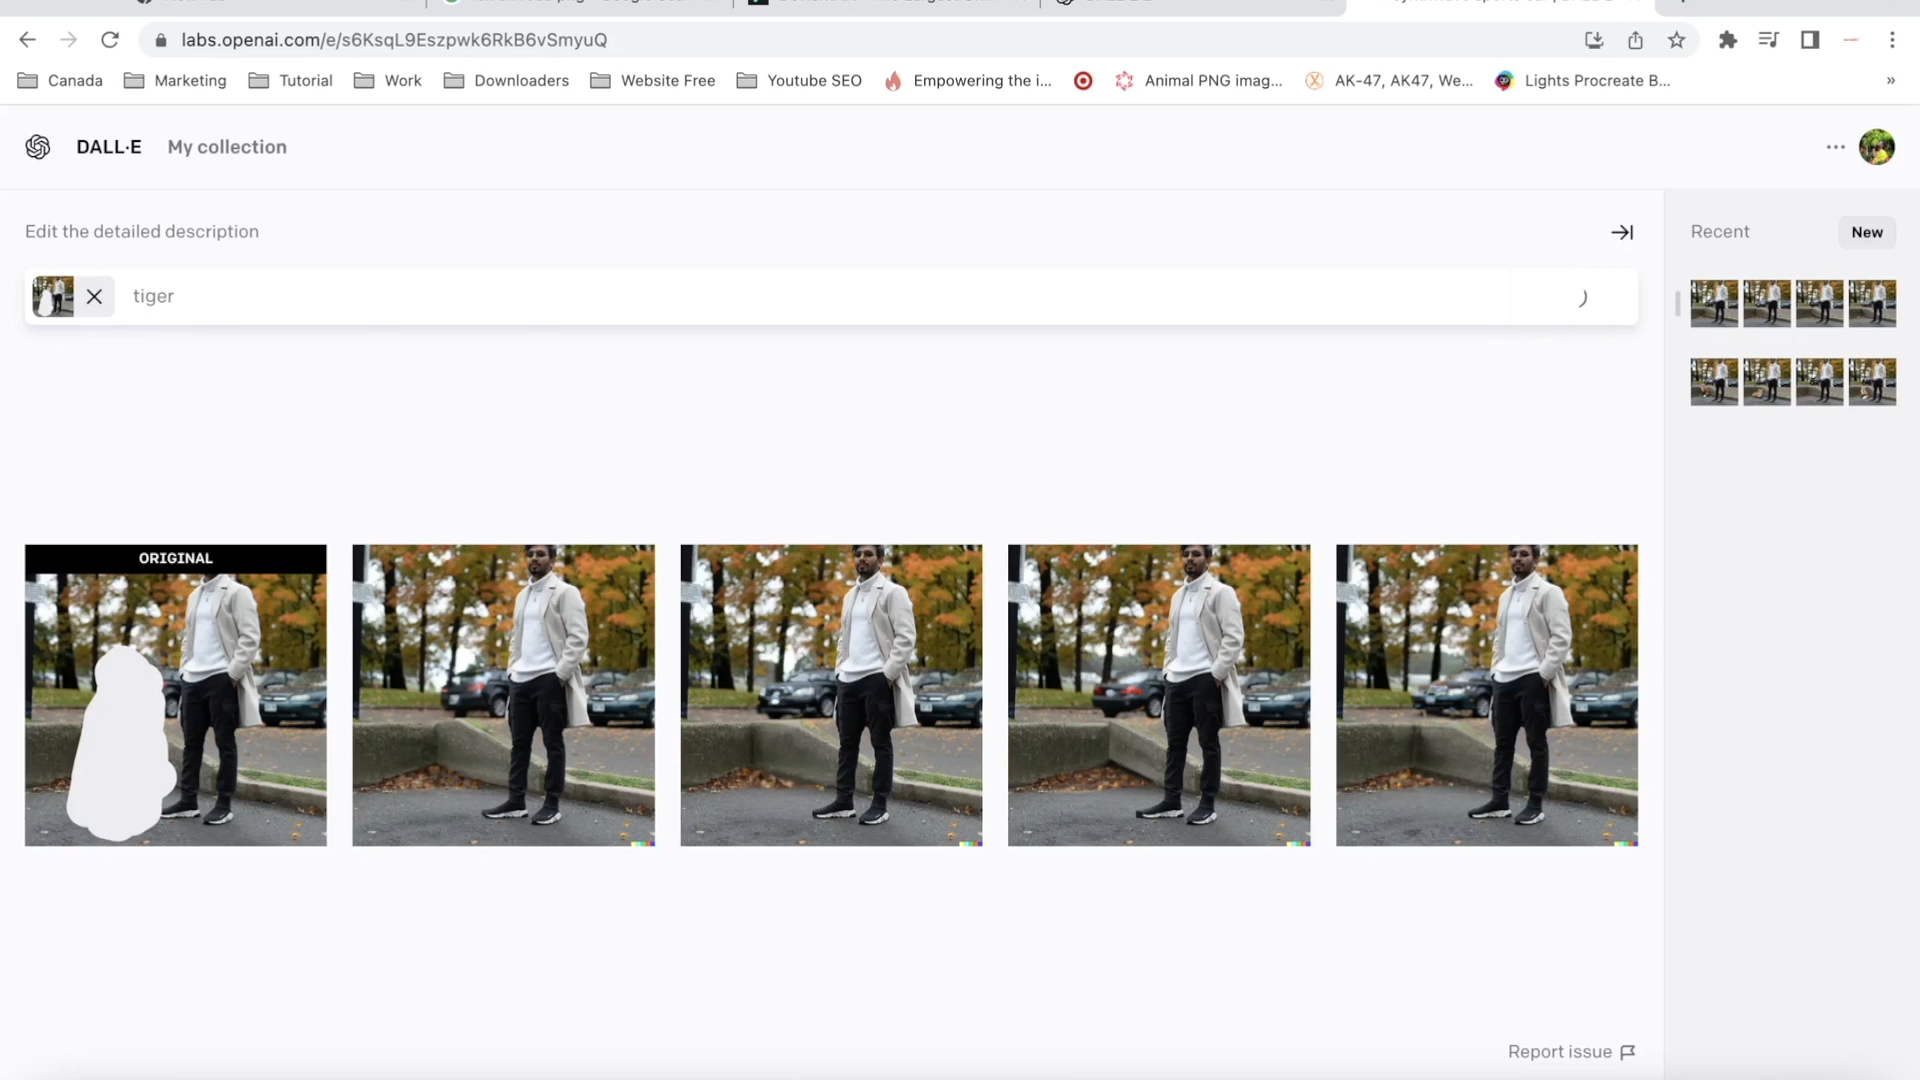 labs.openai.com/e/s6KsqL9Eszpwk6RkB6vSmyuQ
Canada Marketing Tutorial Work Downloaders Website Free Youtube SEO Empowering the i... Animal PNG imag... AK-47, AK47, We... Lights Procreate B... »
DALL·E My collection
Edit the detailed description
Recent New
tiger
ORIGINAL
Report issue